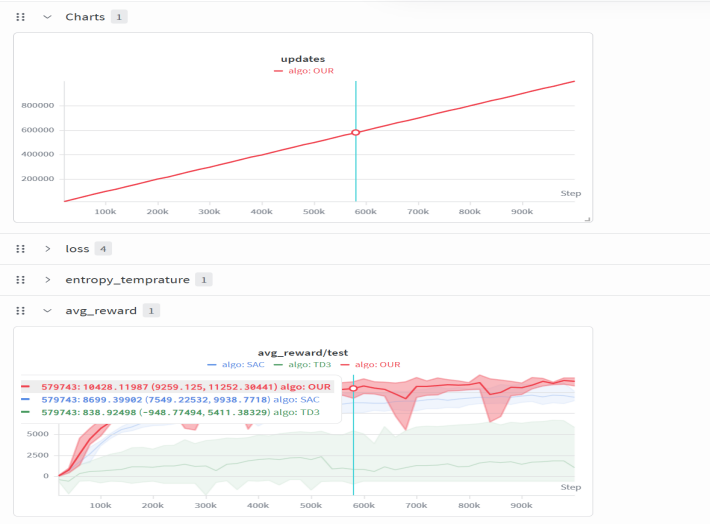 Charts 1
updates
algo: OUR
800000
600000
400000
200000
Step
100k 200k 300k 400k 500k 600k 700k 800k 900k
loss 4
entropy_temprature 1
avg_reward 1
avg_reward/test
algo: SAC algo: TD3 algo: OUR
579743: 10428.11987 (9259.125, 11252.30441) algo: OUR
579743: 8699.39902 (7549.22532, 9938.7718) algo: SAC
579743: 838.92498 (-948.77494, 5411.38329) algo: TD3
5000
2500
0
Step
100k 200k 300k 400k 500k 600k 700k 800k 900k